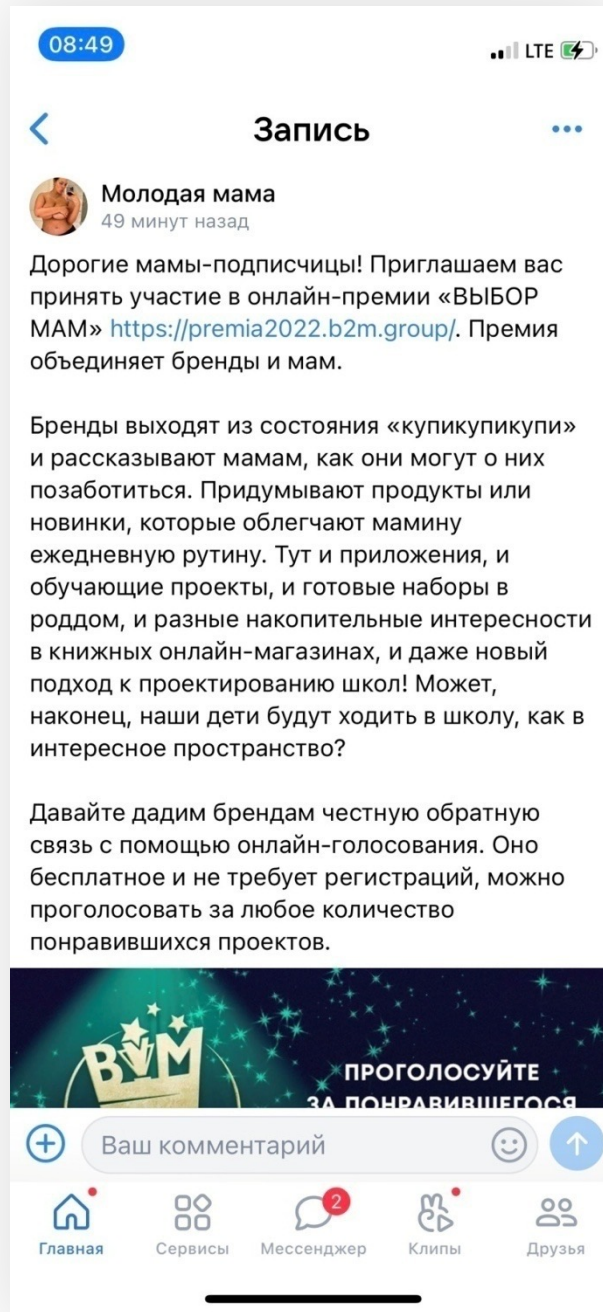 08:49
LTE
Запись
Молодая мама
49 минут назад
Дорогие мамы-подписчицы! Приглашаем вас
принять участие в онлайн-премии «ВЫБОР
МАМ» https://premia2022.b2m.group/. Премия
объединяет бренды и мам.
Бренды выходят из состояния «купикупикупи»
и рассказывают мамам, как они могут о них
позаботиться. Придумывают продукты или
новинки, которые облегчают мамину
ежедневную рутину. Тут и приложения, и
обучающие проекты, и готовые наборы в
роддом, и разные накопительные интересности
в книжных онлайн-магазинах, и даже новый
подход к проектированию школ! Может,
наконец, наши дети будут ходить в школу, как в
интересное пространство?
Давайте дадим брендам честную обратную
связь с помощью онлайн-голосования. Оно
бесплатное и не требует регистраций, можно
проголосовать за любое количество
понравившихся проектов.
ПРОГОЛОСУЙТЕ
ЗА ПОНРАВИВШЕГОСЯ
Ваш комментарий
2
Главная Сервисы Мессенджер Клипы Друзья